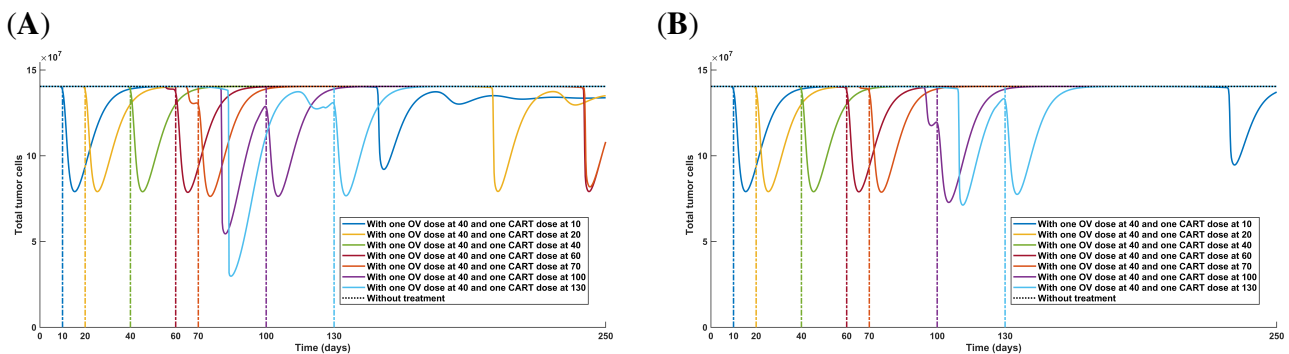 (A)
×10⁷
15
10
5
0
Total tumor cells
With one OV dose at 40 and one CART dose at 10
With one OV dose at 40 and one CART dose at 20
With one OV dose at 40 and one CART dose at 40
With one OV dose at 40 and one CART dose at 60
With one OV dose at 40 and one CART dose at 70
With one OV dose at 40 and one CART dose at 100
With one OV dose at 40 and one CART dose at 130
Without treatment
0 10 20 40 60 70 100 130 250
Time (days)
(B)
×10⁷
15
10
5
0
Total tumor cells
With one OV dose at 40 and one CART dose at 10
With one OV dose at 40 and one CART dose at 20
With one OV dose at 40 and one CART dose at 40
With one OV dose at 40 and one CART dose at 60
With one OV dose at 40 and one CART dose at 70
With one OV dose at 40 and one CART dose at 100
With one OV dose at 40 and one CART dose at 130
Without treatment
0 10 20 40 60 70 100 130 250
Time (days)